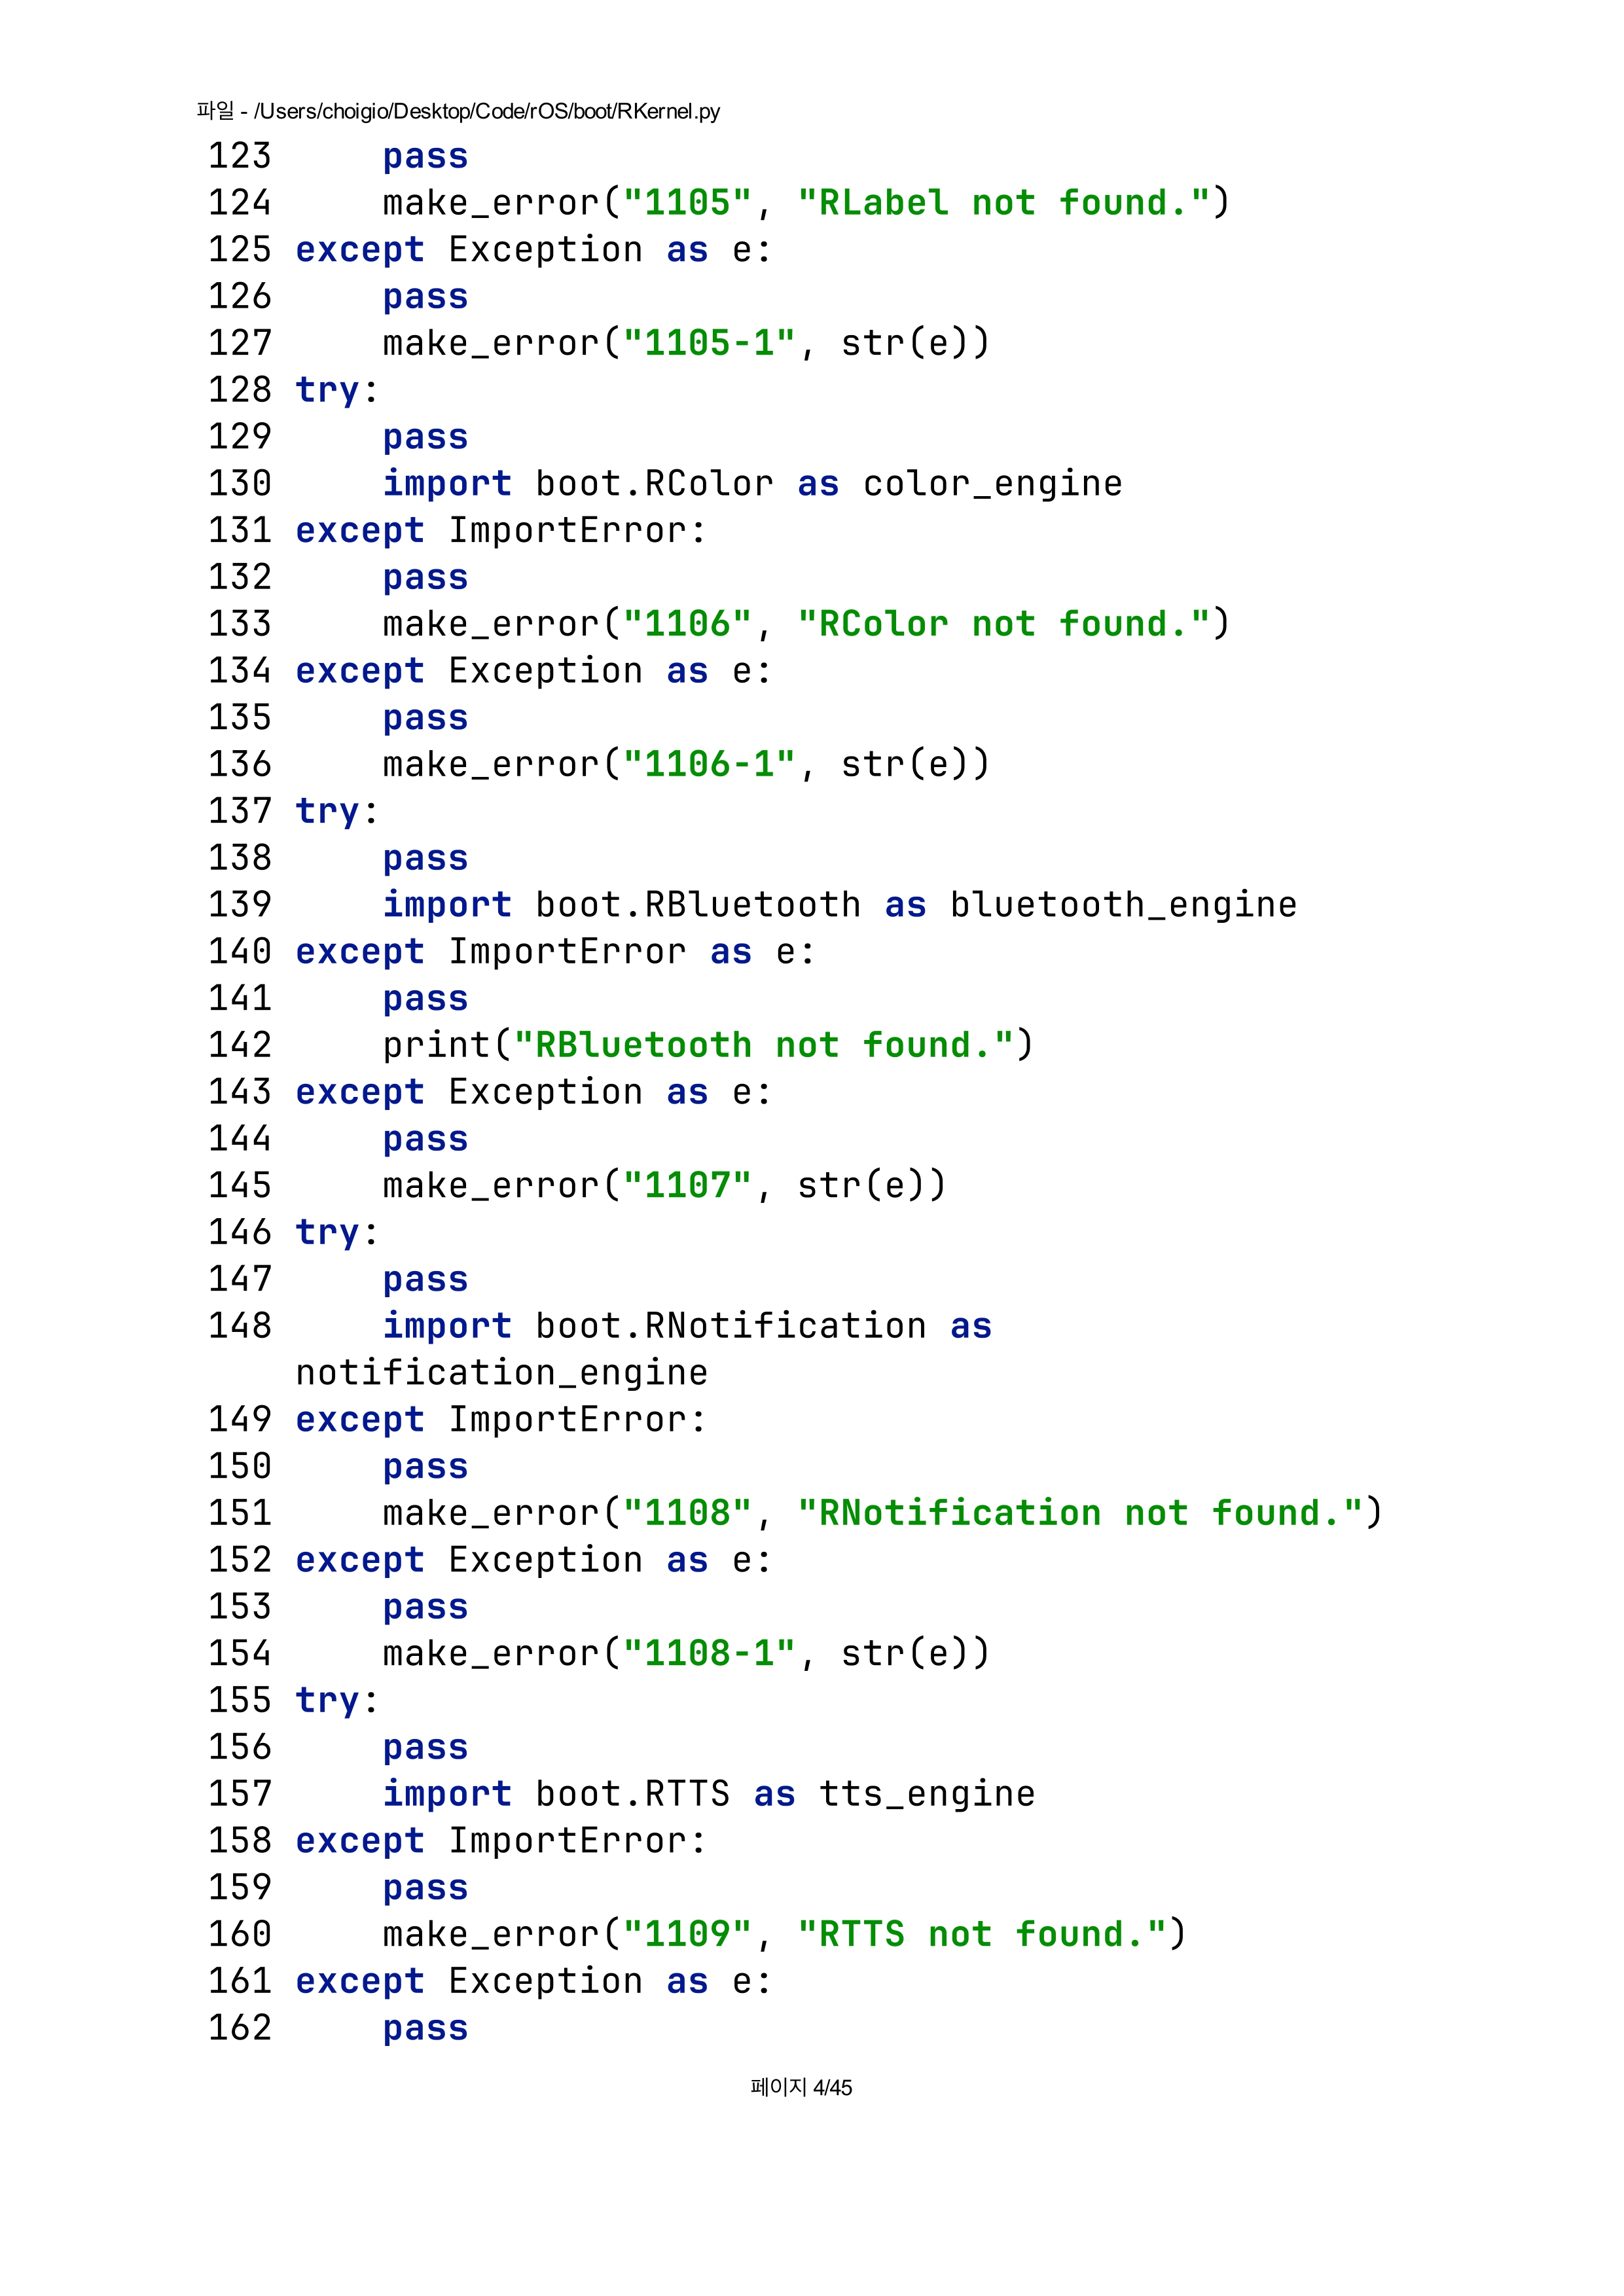 파일 - /Users/choigio/Desktop/Code/rOS/boot/RKernel.py
123     pass
124     make_error("1105", "RLabel not found.")
125 except Exception as e:
126     pass
127     make_error("1105-1", str(e))
128 try:
129     pass
130     import boot.RColor as color_engine
131 except ImportError:
132     pass
133     make_error("1106", "RColor not found.")
134 except Exception as e:
135     pass
136     make_error("1106-1", str(e))
137 try:
138     pass
139     import boot.RBluetooth as bluetooth_engine
140 except ImportError as e:
141     pass
142     print("RBluetooth not found.")
143 except Exception as e:
144     pass
145     make_error("1107", str(e))
146 try:
147     pass
148     import boot.RNotification as
    notification_engine
149 except ImportError:
150     pass
151     make_error("1108", "RNotification not found.")
152 except Exception as e:
153     pass
154     make_error("1108-1", str(e))
155 try:
156     pass
157     import boot.RTTS as tts_engine
158 except ImportError:
159     pass
160     make_error("1109", "RTTS not found.")
161 except Exception as e:
162     pass
페이지 4/45